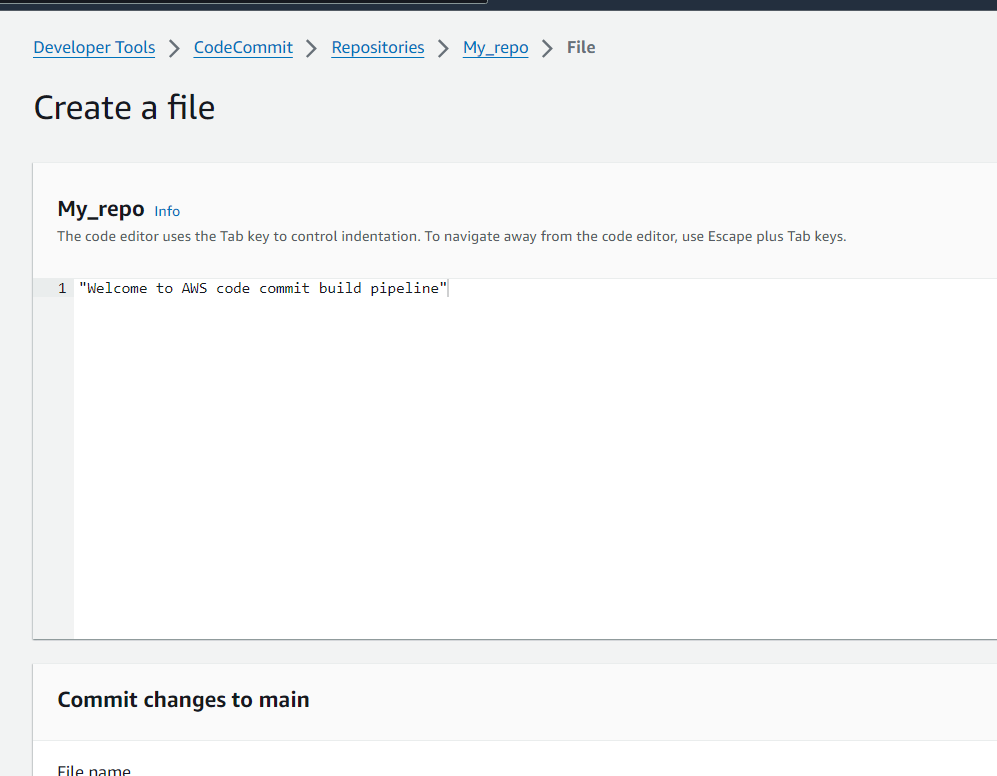 Developer Tools > CodeCommit > Repositories > My_repo > File
Create a file
My_repo Info
The code editor uses the Tab key to control indentation. To navigate away from the code editor, use Escape plus Tab keys.
1 "Welcome to AWS code commit build pipeline"
Commit changes to main
File name